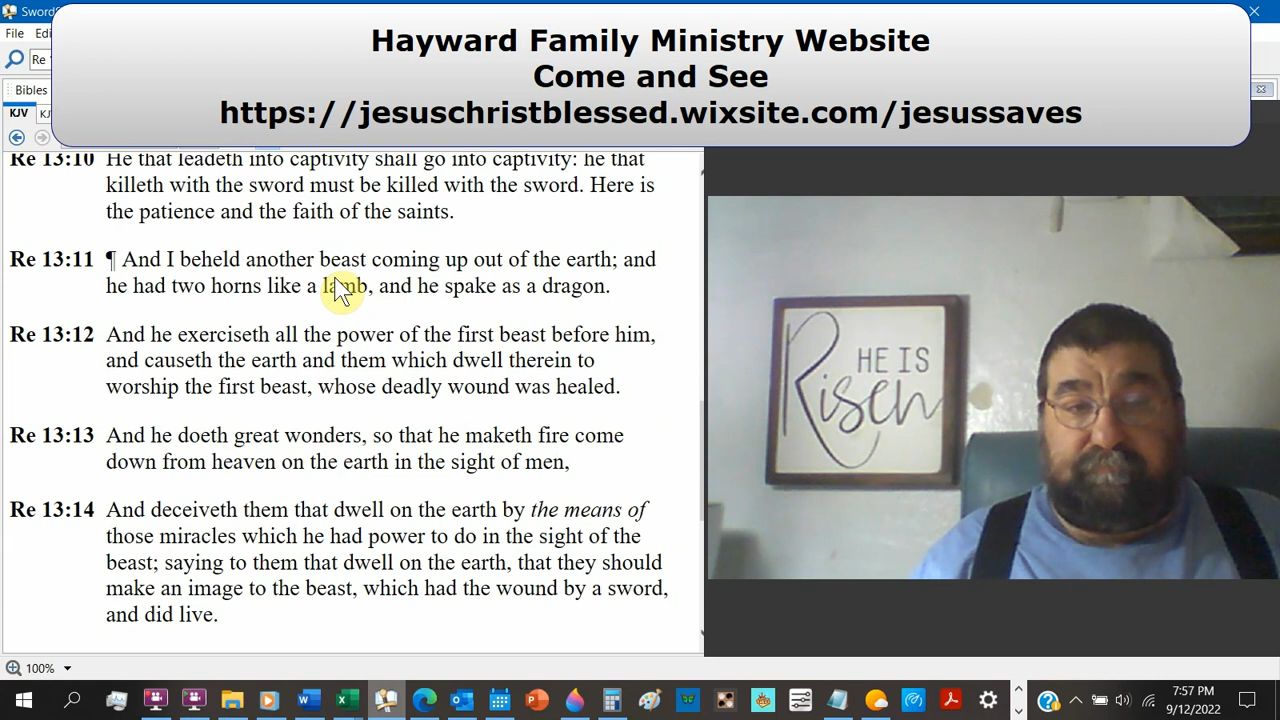 Hayward Family Ministry Website
Come and See
https://jesuschristblessed.wixsite.com/jesussaves
Sword
File Edi
Re
Bibles
KJV KJ
Re 13:10 He that leadeth into captivity shall go into captivity: he that
killeth with the sword must be killed with the sword. Here is
the patience and the faith of the saints.
Re 13:11 ¶ And I beheld another beast coming up out of the earth; and
he had two horns like a lamb, and he spake as a dragon.
Re 13:12 And he exerciseth all the power of the first beast before him,
and causeth the earth and them which dwell therein to
worship the first beast, whose deadly wound was healed.
Re 13:13 And he doeth great wonders, so that he maketh fire come
down from heaven on the earth in the sight of men,
Re 13:14 And deceiveth them that dwell on the earth by the means of
those miracles which he had power to do in the sight of the
beast; saying to them that dwell on the earth, that they should
make an image to the beast, which had the wound by a sword,
and did live.
HE IS
Risen
100%
7:57 PM
9/12/2022